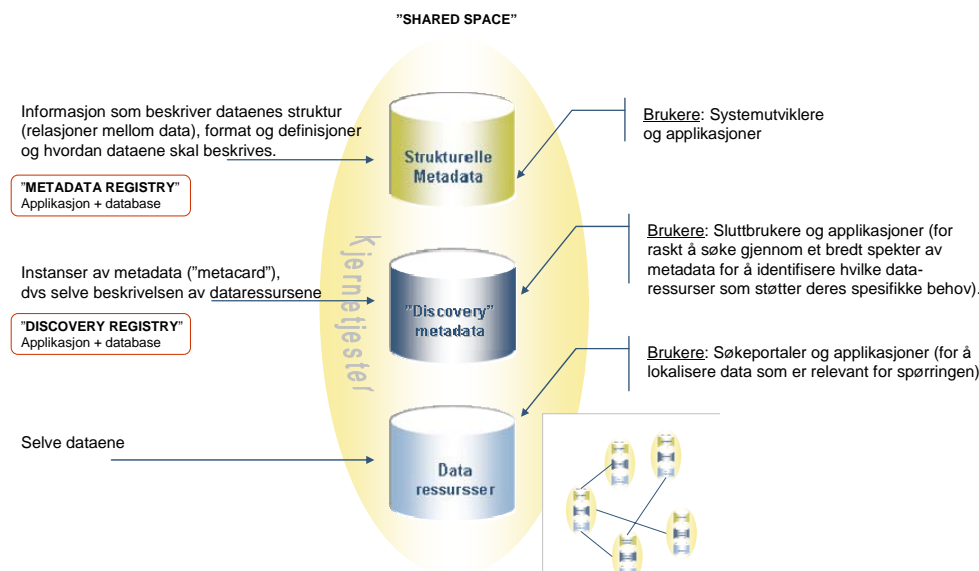 "SHARED SPACE"
Informasjon som beskriver dataenes struktur
(relasjoner mellom data), format og definisjoner
og hvordan dataene skal beskrives.
"METADATA REGISTRY"
Applikasjon + database
Strukturelle
Metadata
Brukere: Systemutviklere
og applikasjoner
Kjernetjester
Instanser av metadata ("metacard"),
dvs selve beskrivelsen av dataressursene
"DISCOVERY REGISTRY"
Applikasjon + database
"Discovery"
metadata
Brukere: Sluttbrukere og applikasjoner (for
raskt å søke gjennom et bredt spekter av
metadata for å identifisere hvilke data-
ressurser som støtter deres spesifikke behov).
Brukere: Søkeportaler og applikasjoner (for å
lokalisere data som er relevant for spørringen)
Selve dataene
Data
ressursser